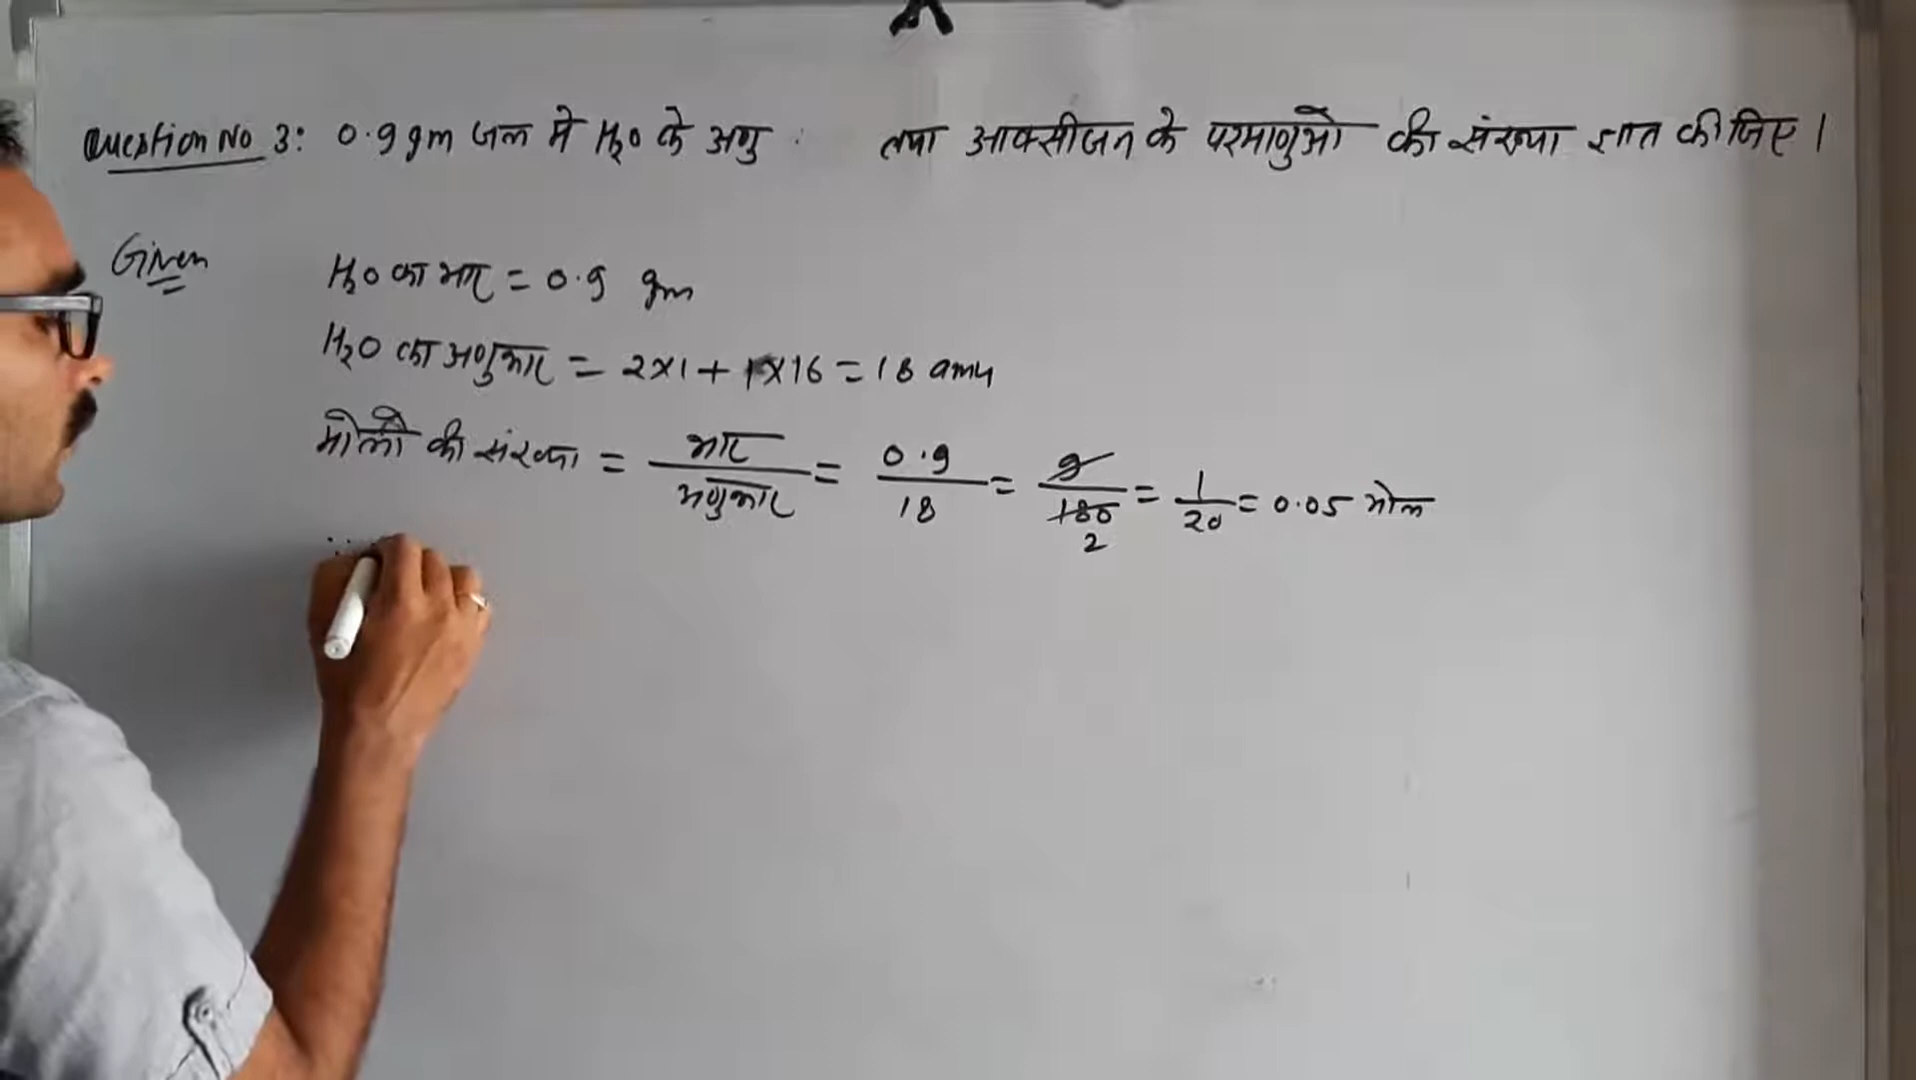 Question No 3: 0.9 gm जल मे H2O के अणु तथा आक्सीजन के परमाणुओ की संख्या ज्ञात कीजिए।
Given
H2O का भार = 0.9 gm
H2O का अणुभार = 2×1 + 1×16 = 18 amu
मोलो की संख्या = भार/अणुभार = 0.9/18 = 9/180 = 1/20 = 0.05 मोल
2
∵